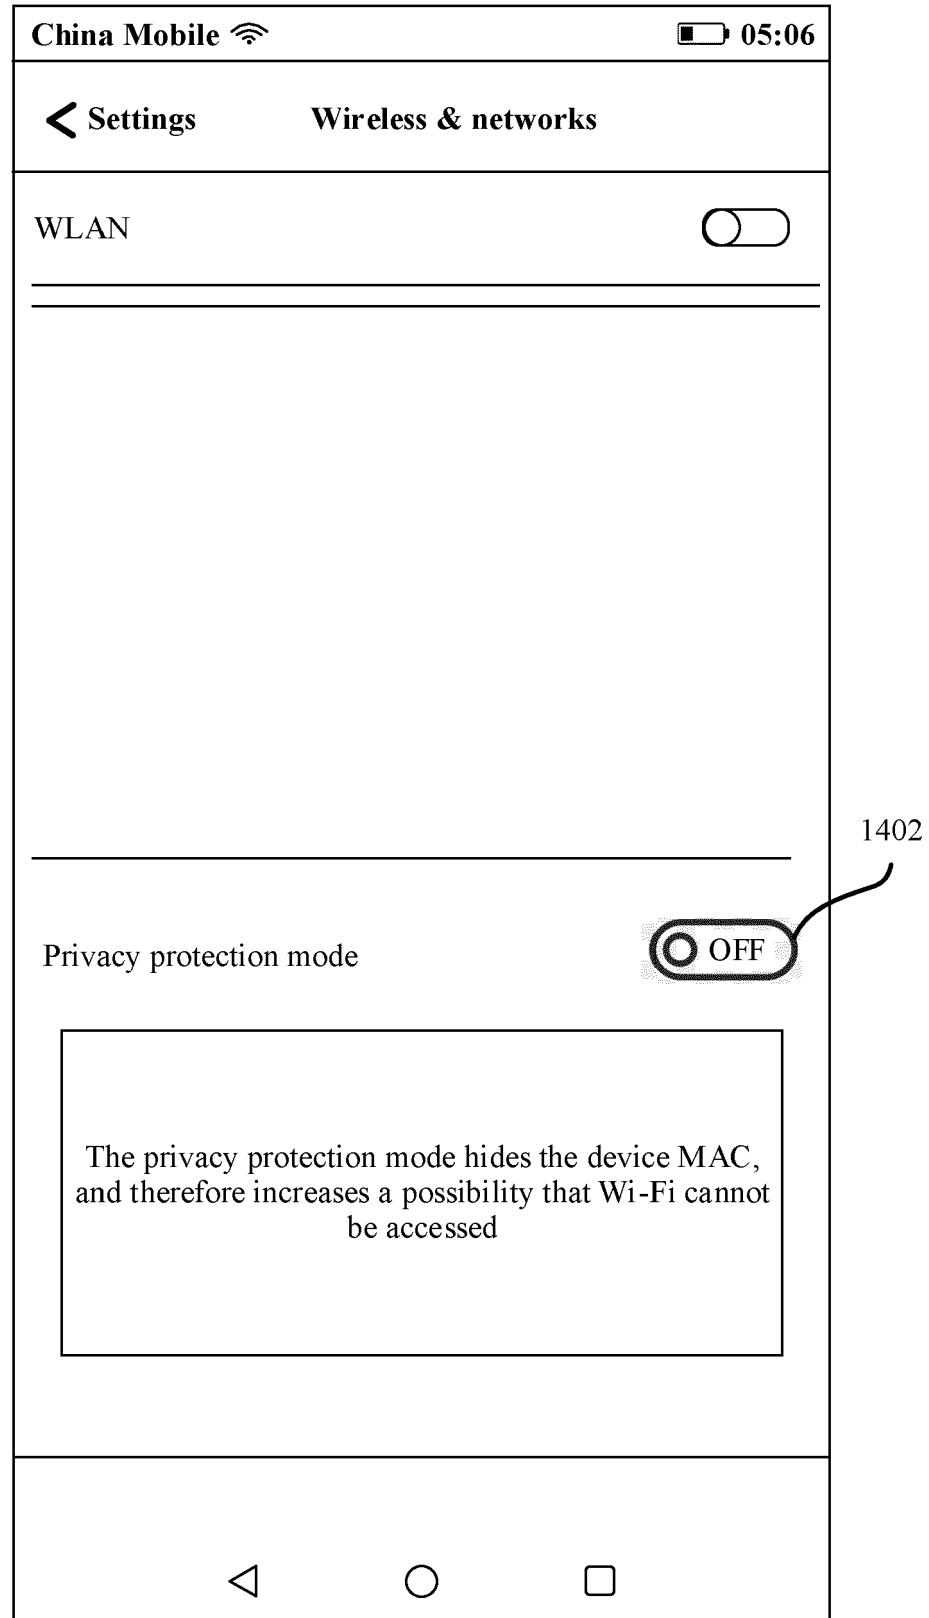 China Mobile 05:06
Settings Wireless & networks
WLAN
1402
Privacy protection mode OFF
The privacy protection mode hides the device MAC,
and therefore increases a possibility that Wi-Fi cannot
be accessed